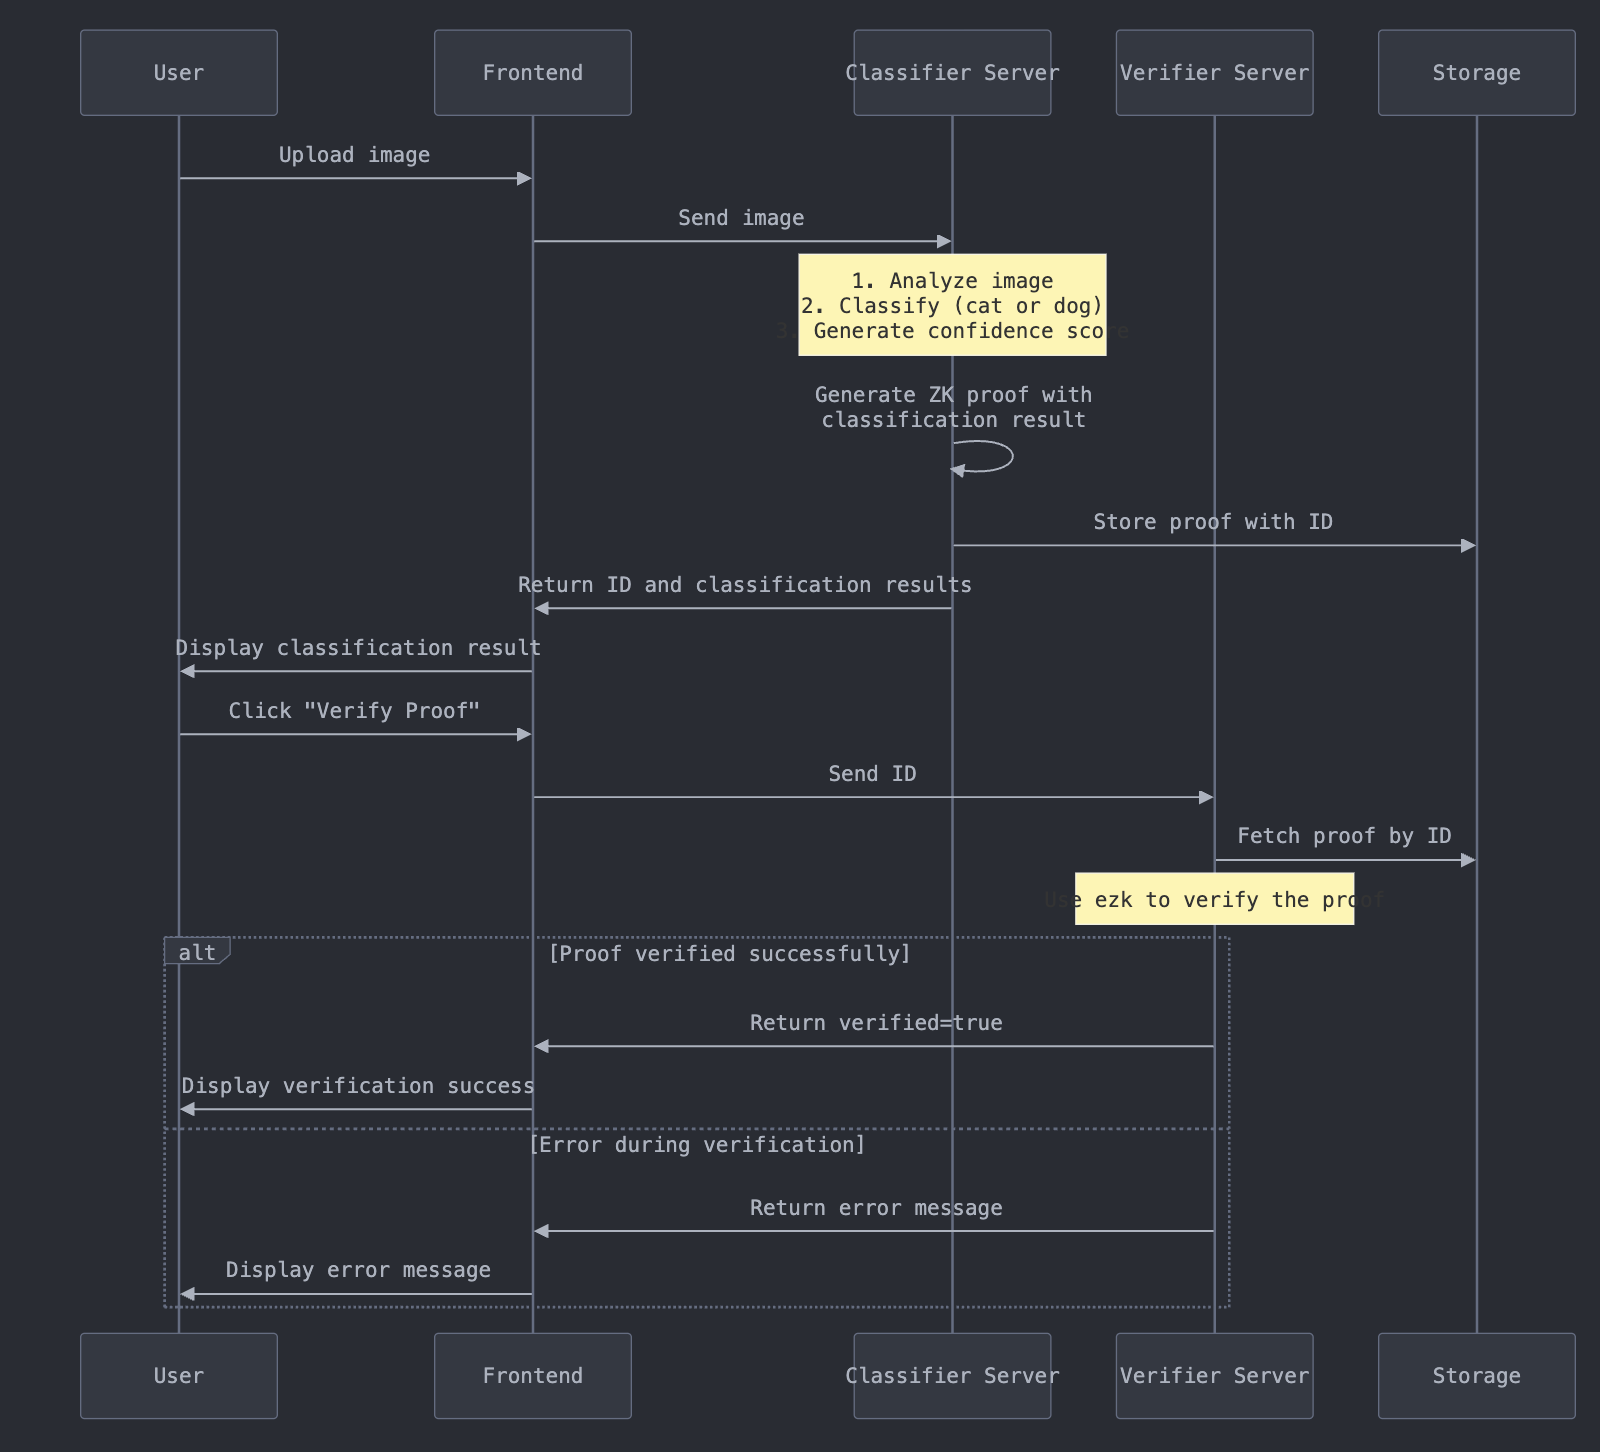 User
Frontend
Classifier Server
Verifier Server
Storage
Upload image
Send image
1. Analyze image
2. Classify (cat or dog)
3. Generate confidence score
Generate ZK proof with
classification result
Store proof with ID
Return ID and classification results
Display classification result
Click "Verify Proof"
Send ID
Fetch proof by ID
Use ezk to verify the proof
alt
[Proof verified successfully]
Return verified=true
Display verification success
[Error during verification]
Return error message
Display error message
User
Frontend
Classifier Server
Verifier Server
Storage